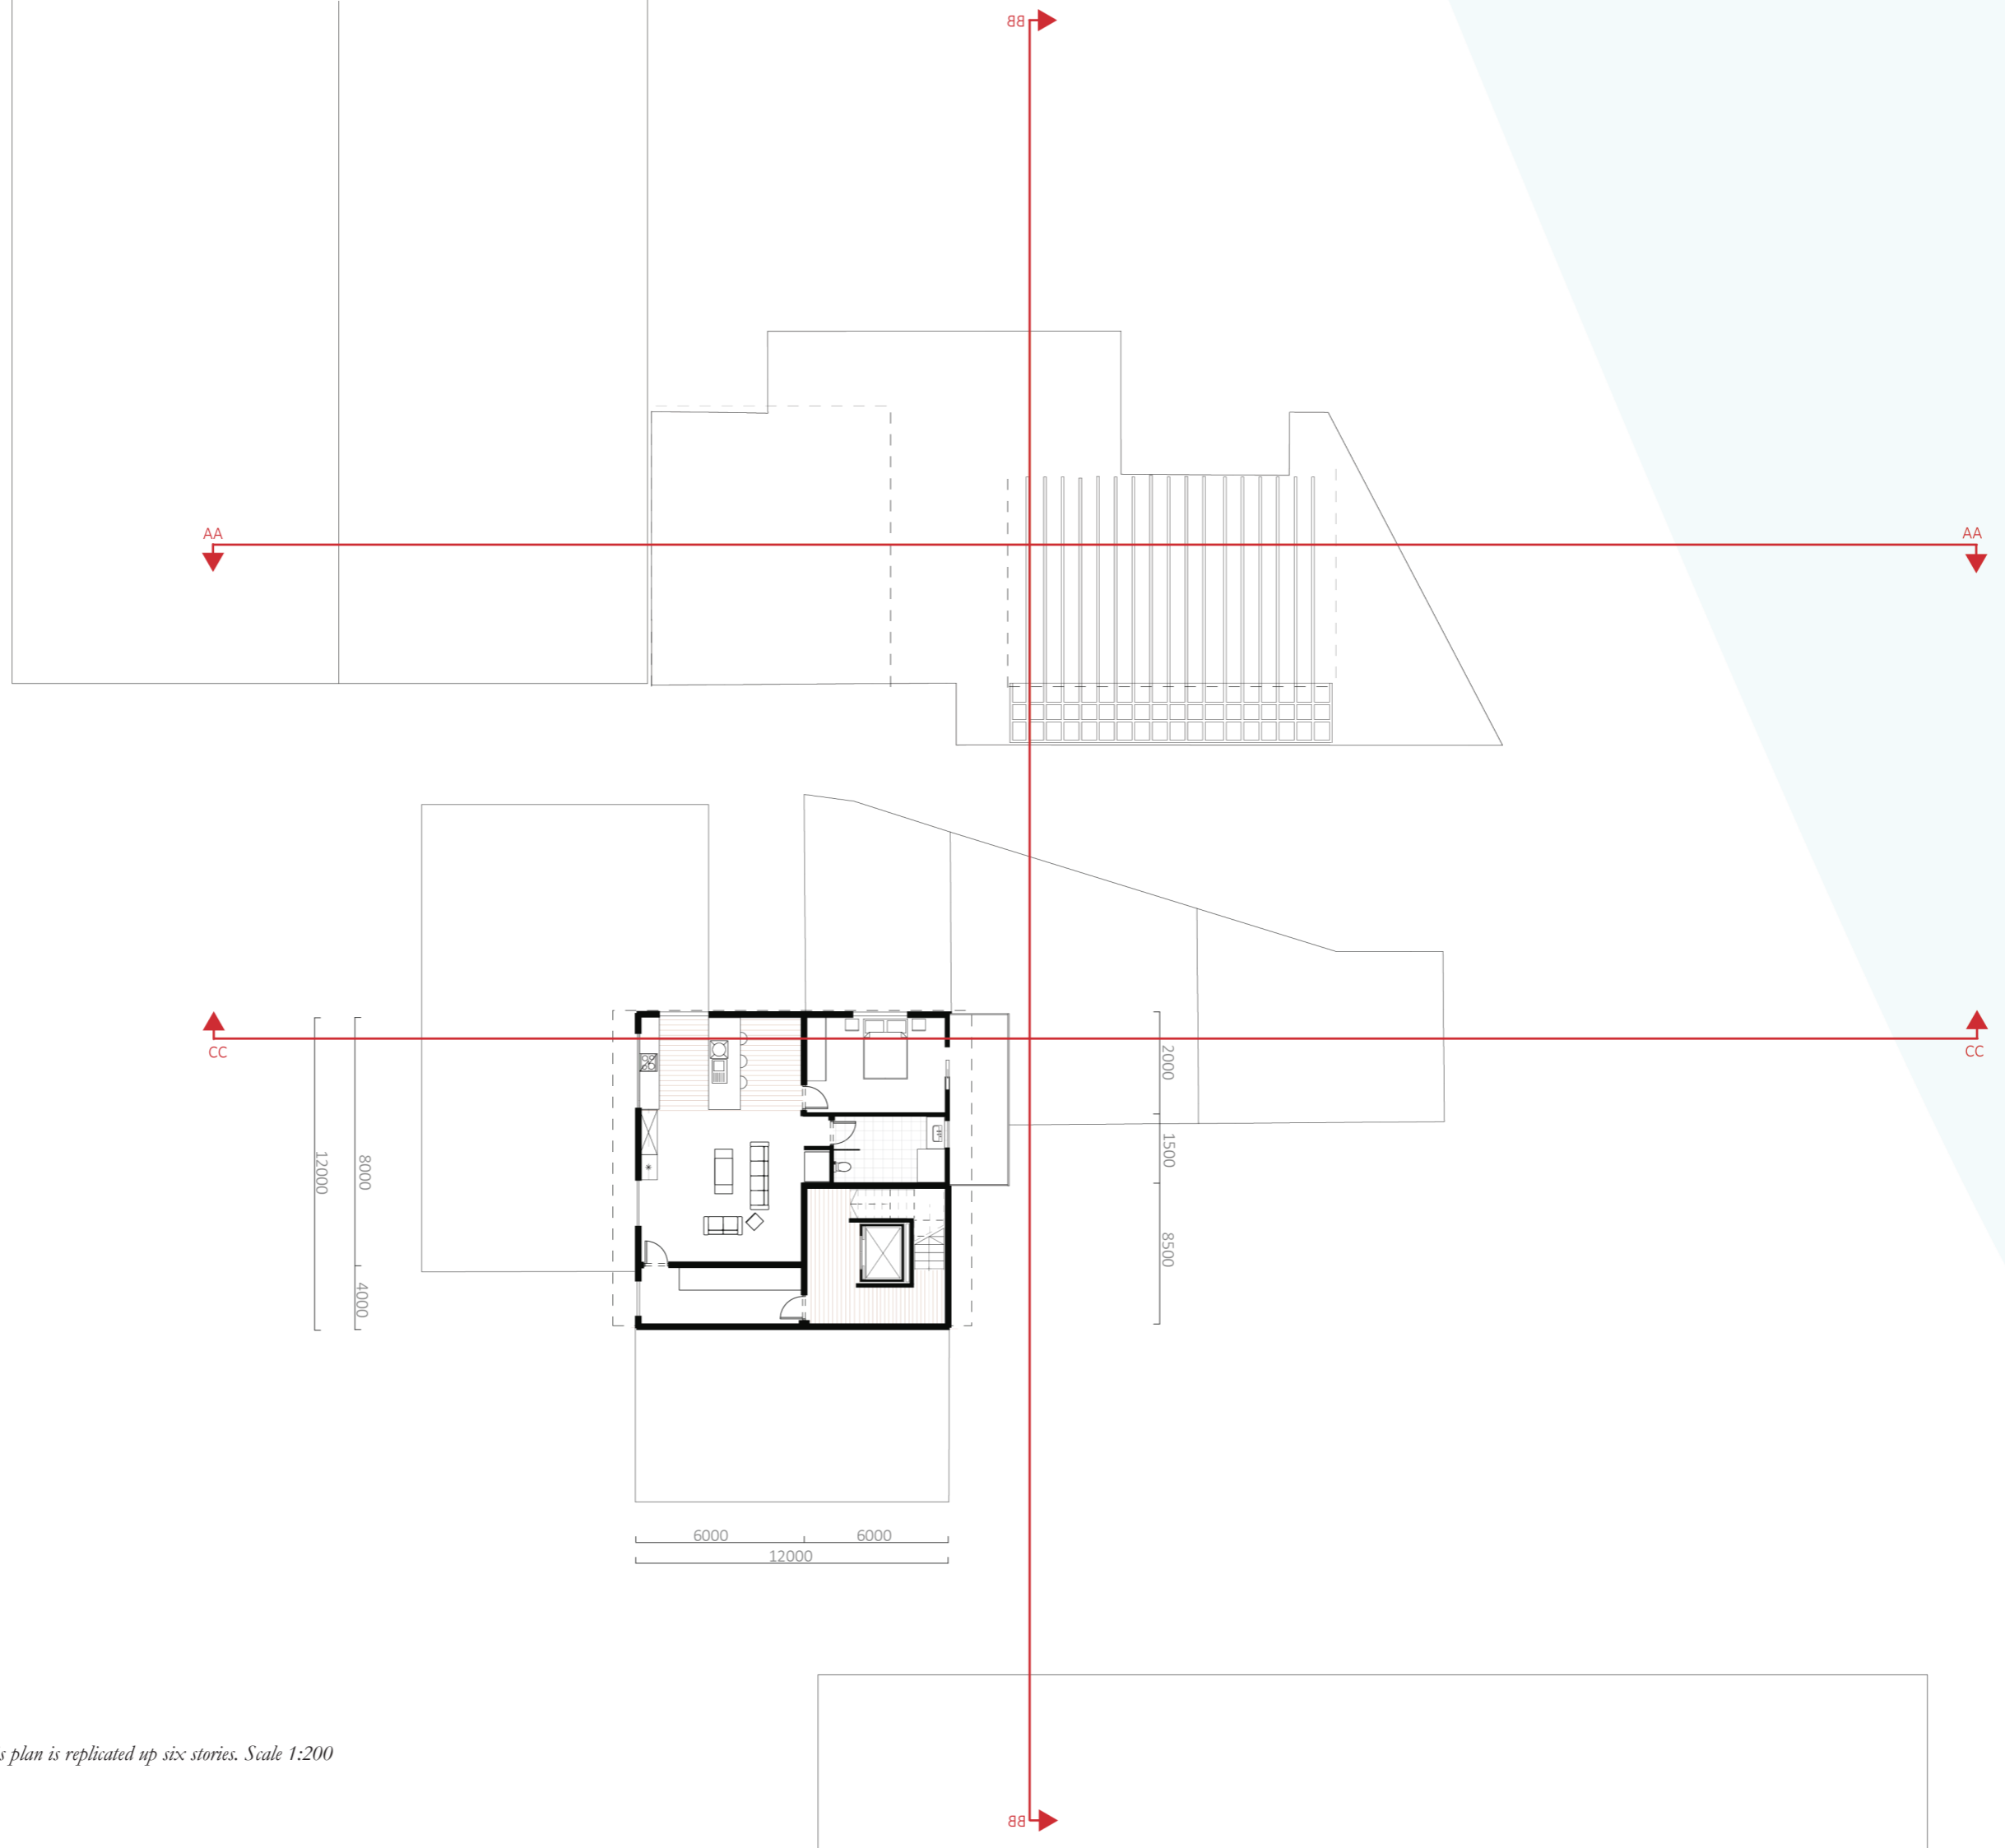 BB
AA
AA
CC
CC
12000
8000
4000
2000
1500
8500
6000
6000
12000
s plan is replicated up six stories. Scale 1:200
BB